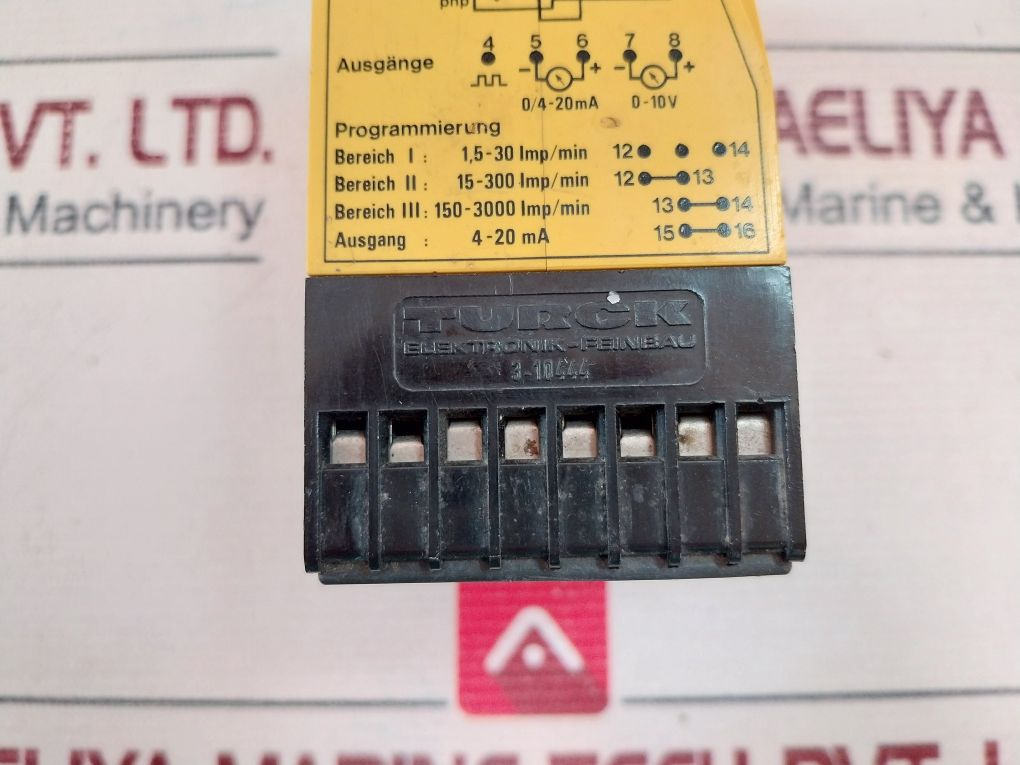 pnp
Ausgänge 4 5 6 7 8
- + - +
0/4-20mA 0-10V
Programmierung
Bereich I : 1,5-30 Imp/min 12 14
Bereich II : 15-300 Imp/min 12 13
Bereich III : 150-3000 Imp/min 13 14
Ausgang : 4-20 mA 15 16
TURCK
ELEKTRONIK-FEINBAU
3-10444
VT. LTD.
Machinery
AELIYA
Marine &